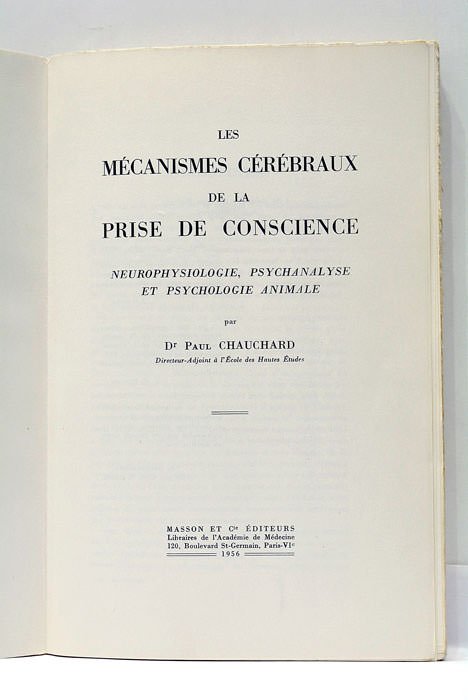 LES
MÉCANISMES CÉRÉBRAUX
DE LA
PRISE DE CONSCIENCE
NEUROPHYSIOLOGIE, PSYCHANALYSE
ET PSYCHOLOGIE ANIMALE
par
Dr PAUL CHAUCHARD
Directeur-Adjoint à l'École des Hautes Études
MASSON ET Cie ÉDITEURS
Libraires de l'Académie de Médecine
120, Boulevard St-Germain, Paris-VIe
1956